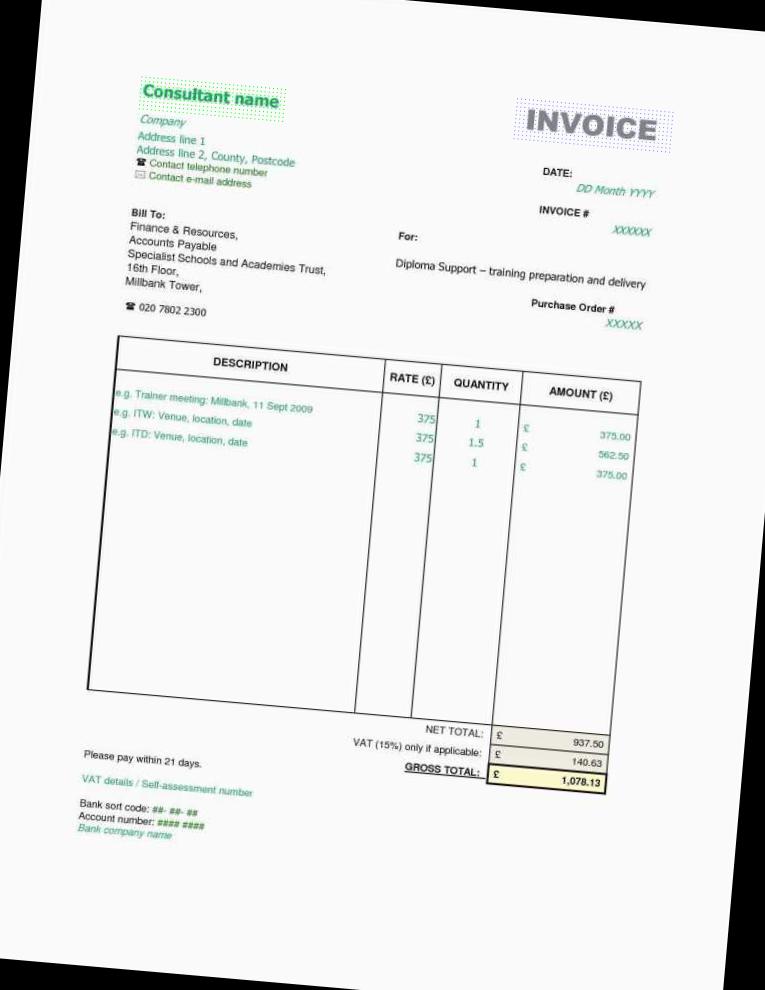 Consultant name
INVOICE
Company
Address line 1
Address line 2, County, Postcode
☎ Contact telephone number
✉ Contact e-mail address
DATE:
DD Month YYYY
INVOICE #
XXXXXX
Bill To:
Finance & Resources,
Accounts Payable
Specialist Schools and Academies Trust,
16th Floor,
Millbank Tower,
☎ 020 7802 2300
For:
Diploma Support – training preparation and delivery
Purchase Order #
XXXXX
DESCRIPTION RATE (£) QUANTITY AMOUNT (£)
e.g. Trainer meeting: Millbank, 11 Sept 2009 375 1 £ 375.00
e.g. ITW: Venue, location, date 375 1.5 £ 562.50
e.g. ITD: Venue, location, date 375 1 £ 375.00
NET TOTAL: £ 937.50
VAT (15%) only if applicable: £ 140.63
GROSS TOTAL: £ 1,078.13
Please pay within 21 days.
VAT details / Self-assessment number
Bank sort code: ##- ##- ##
Account number: #### ####
Bank company name